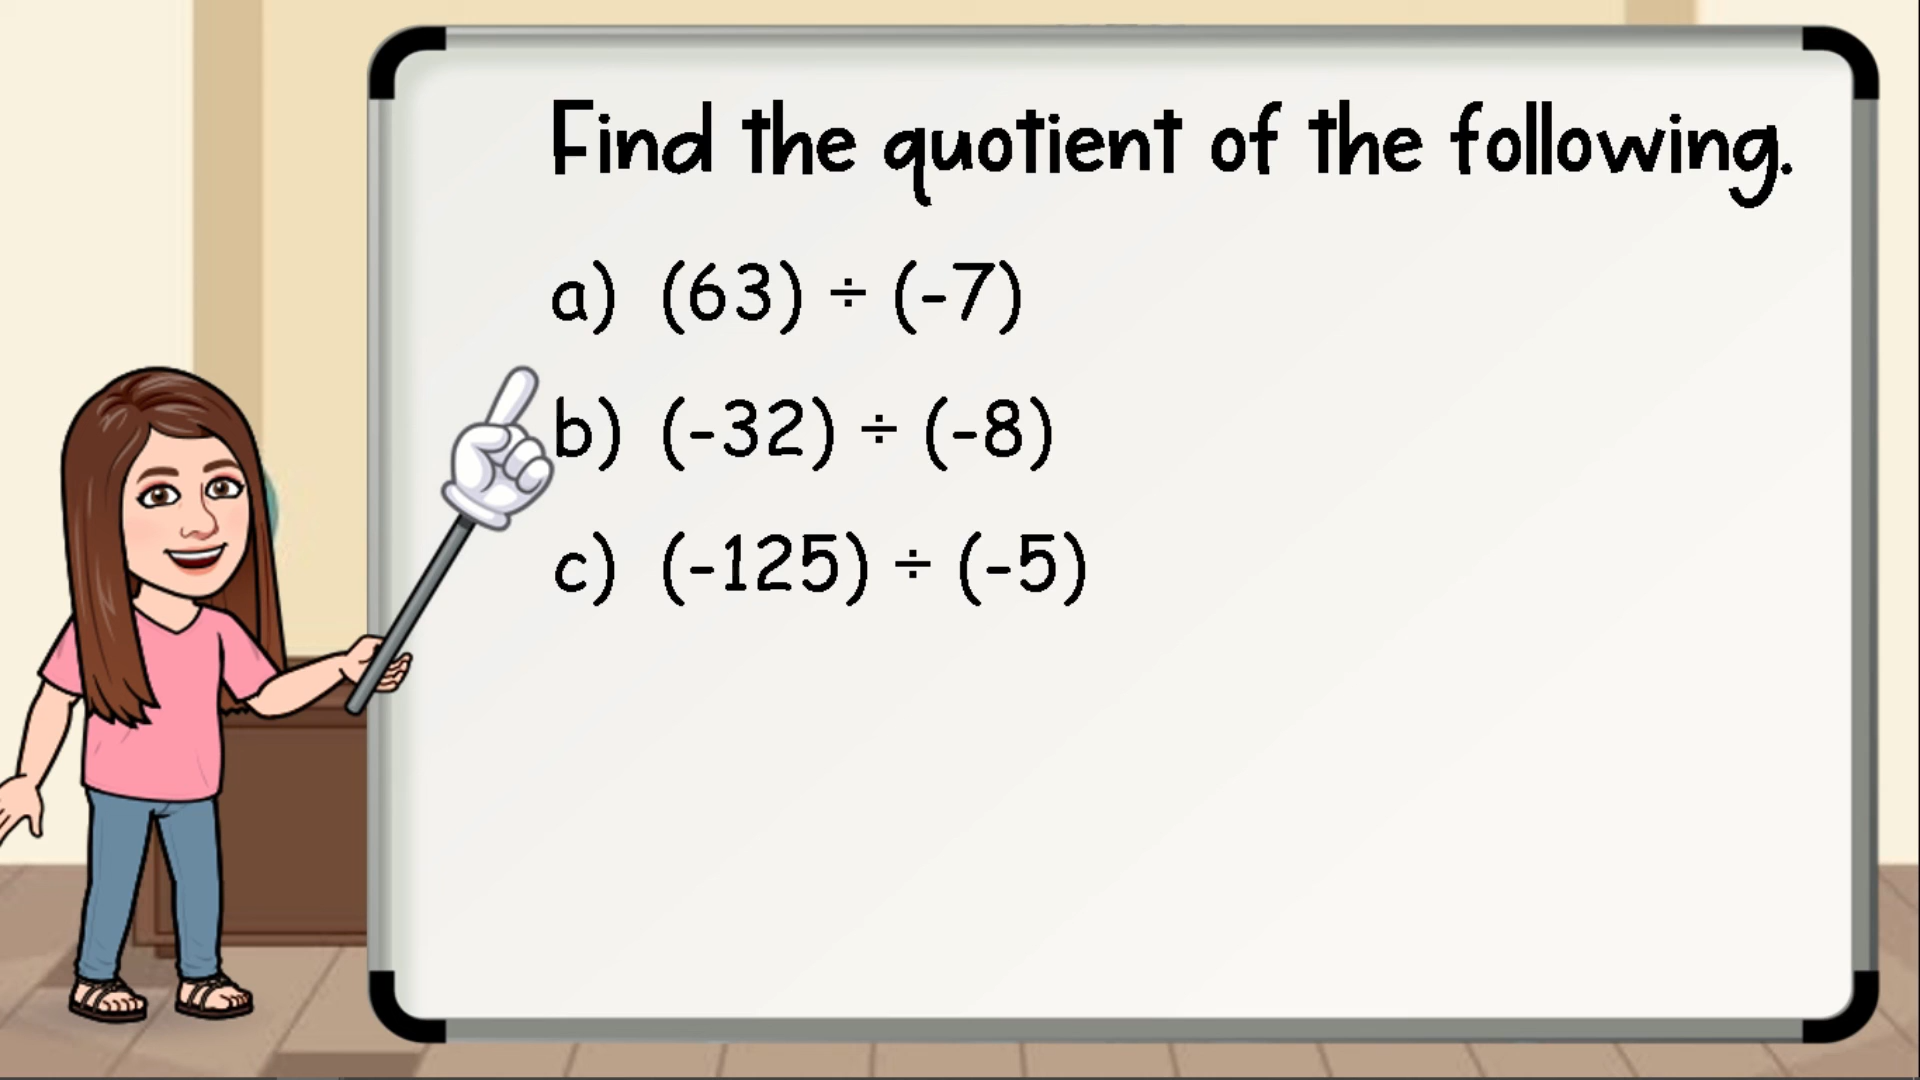 Find the quotient of the following.
a) (63) ÷ (-7)
b) (-32) ÷ (-8)
c) (-125) ÷ (-5)